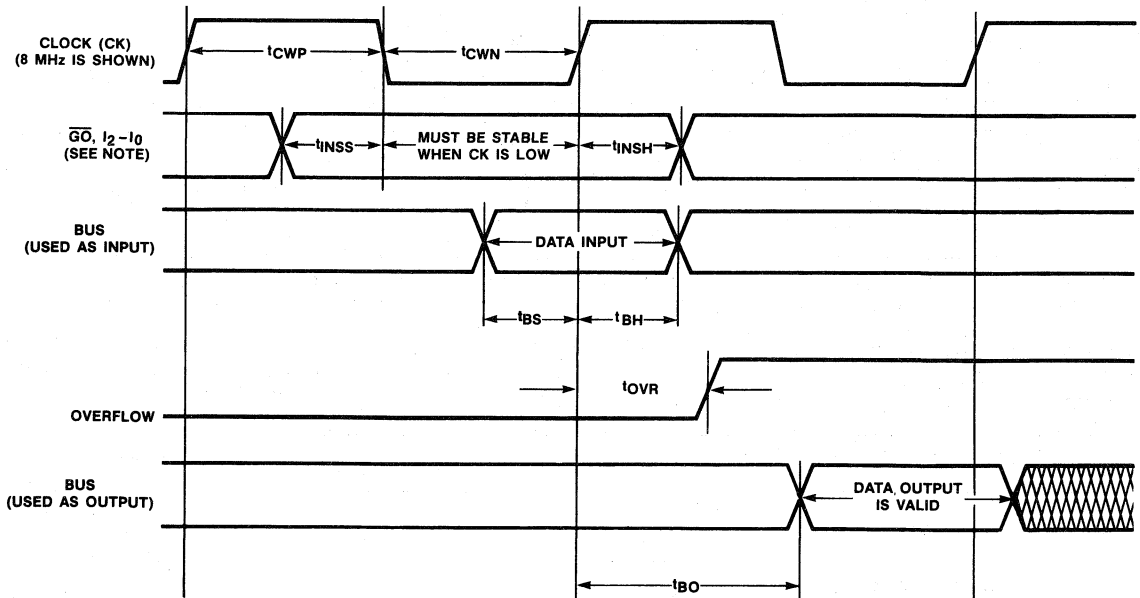 CLOCK (CK)
(8 MHz IS SHOWN)
tCWP
tCWN
GO, I2–I0
(SEE NOTE)
tINSS
MUST BE STABLE
WHEN CK IS LOW
tINSH
BUS
(USED AS INPUT)
DATA INPUT
tBS
tBH
tOVR
OVERFLOW
BUS
(USED AS OUTPUT)
DATA OUTPUT
IS VALID
tBO